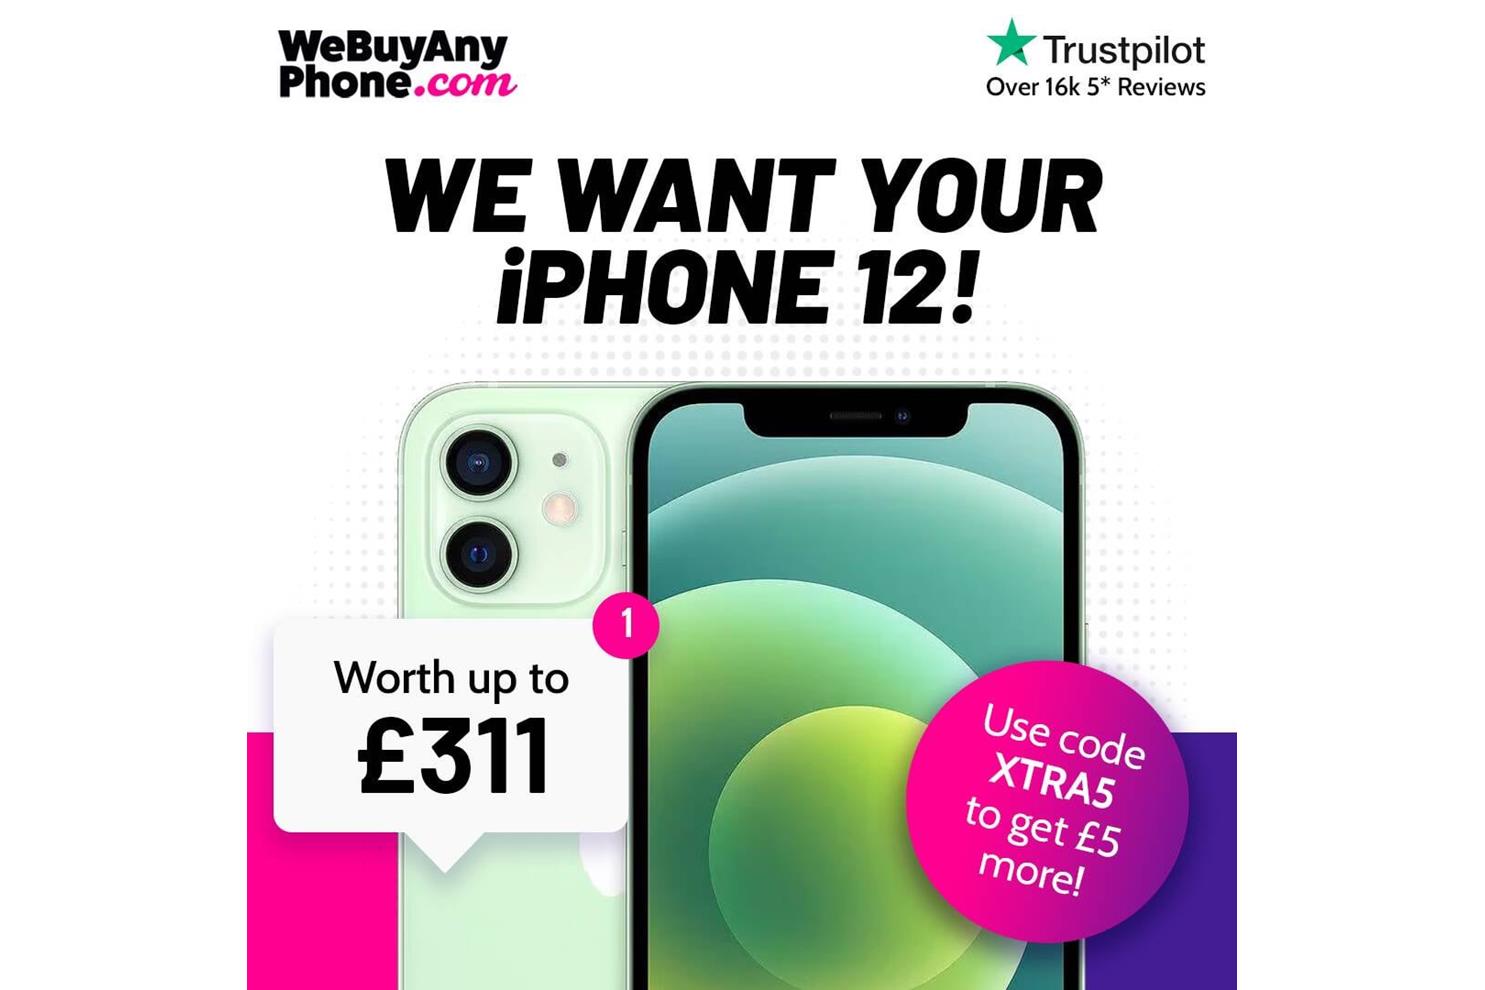 WeBuyAny
Phone.com
Trustpilot
Over 16k 5* Reviews
WE WANT YOUR
iPHONE 12!
1
Worth up to
£311
Use code
XTRA5
to get £5
more!